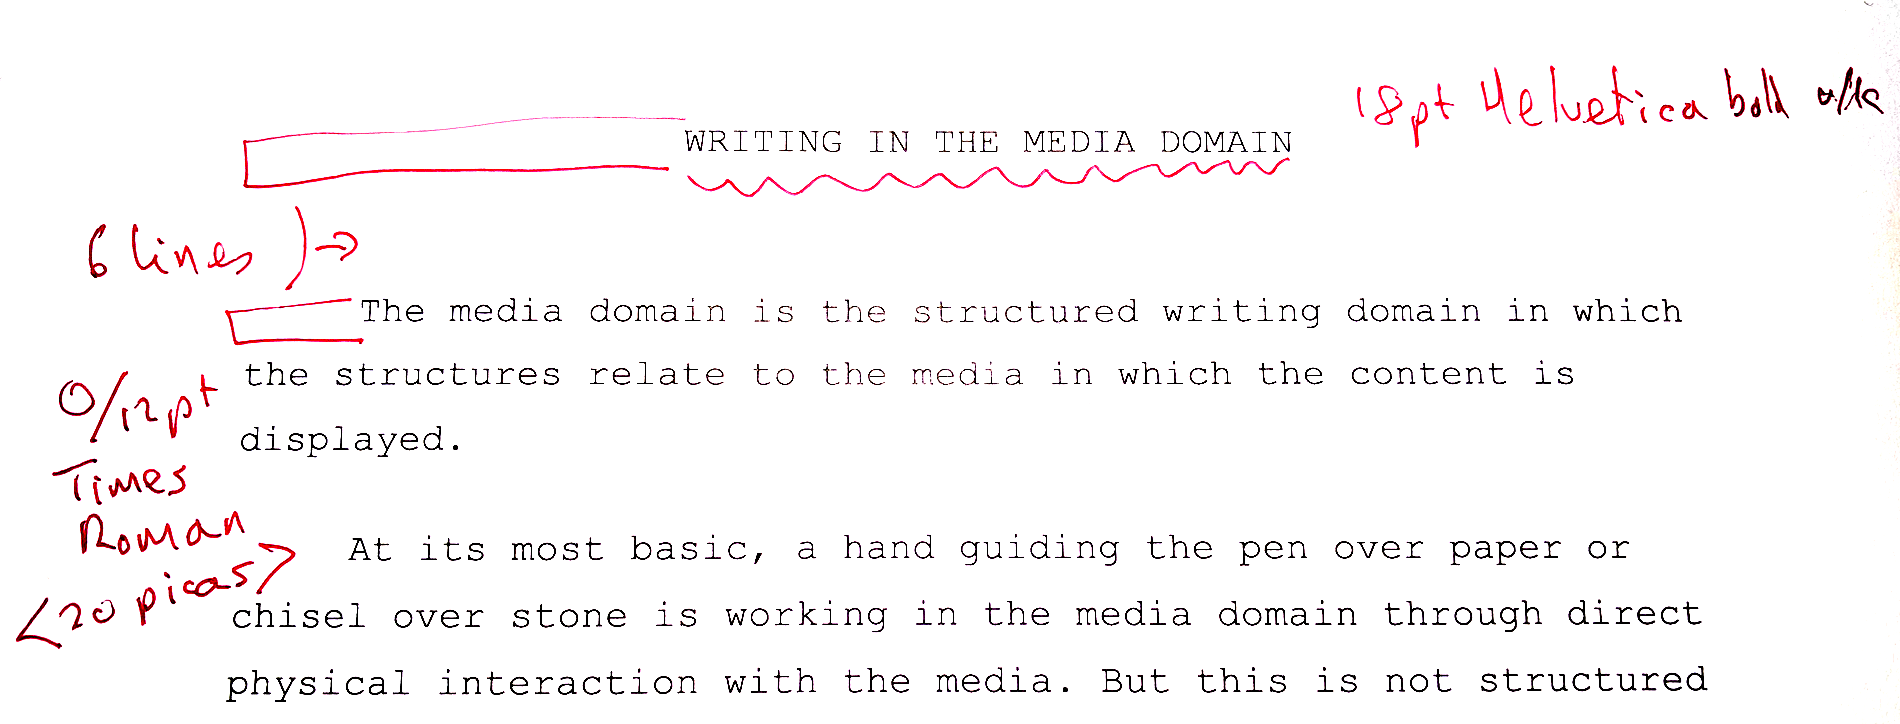 18pt Helvetica bold u/lc
WRITING IN THE MEDIA DOMAIN
6 lines
The media domain is the structured writing domain in which
the structures relate to the media in which the content is
displayed.
0/12pt
Times
Roman
<20 picas>
At its most basic, a hand guiding the pen over paper or
chisel over stone is working in the media domain through direct
physical interaction with the media. But this is not structured